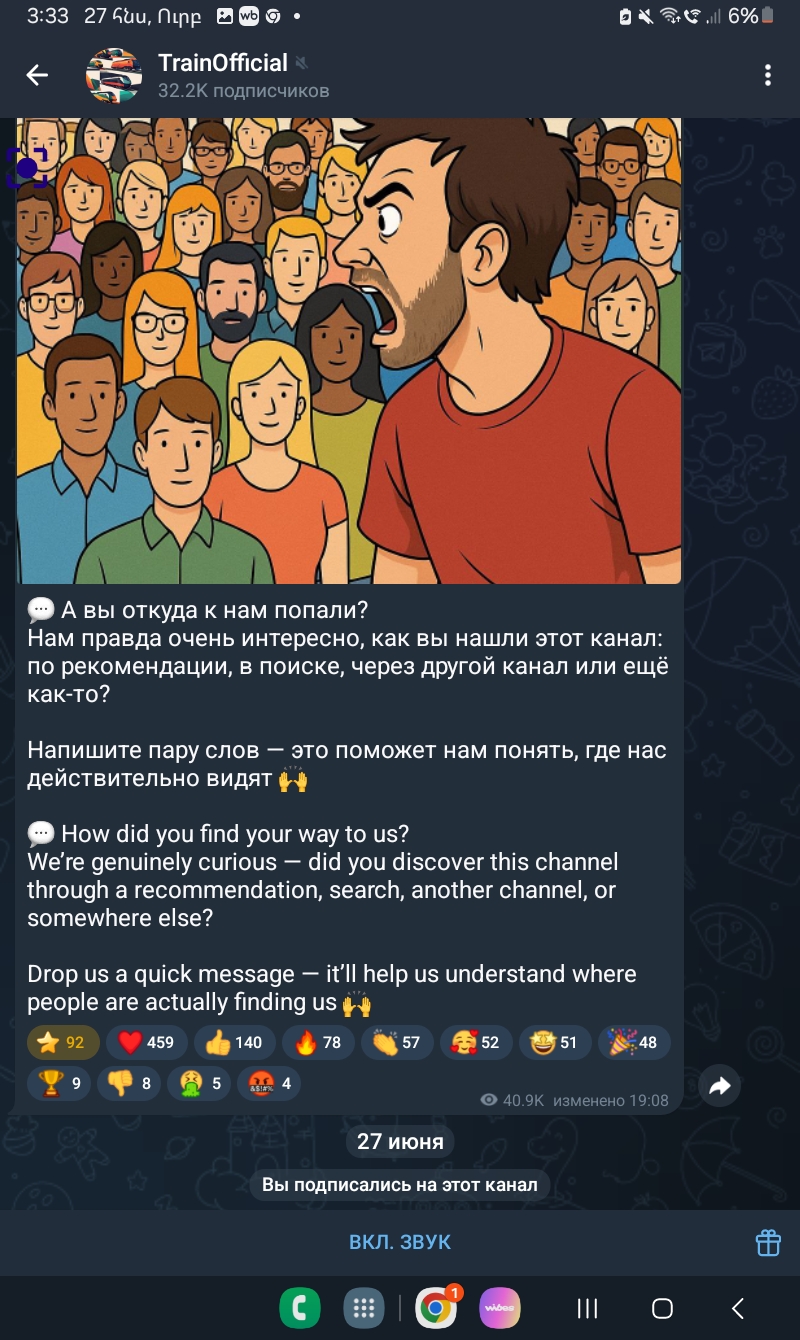 3:33 27 հնս, Ուրբ wb 6%
TrainOfficial
32.2K подписчиков
💬 А вы откуда к нам попали?
Нам правда очень интересно, как вы нашли этот канал:
по рекомендации, в поиске, через другой канал или ещё
как-то?
Напишите пару слов — это поможет нам понять, где нас
действительно видят 🙌
💬 How did you find your way to us?
We’re genuinely curious — did you discover this channel
through a recommendation, search, another channel, or
somewhere else?
Drop us a quick message — it’ll help us understand where
people are actually finding us 🙌
⭐ 92 ❤️ 459 👍 140 🔥 78 👏 57 🥰 52 🤩 51 🎉 48
🏆 9 👎 8 🤮 5 🤬 4
40.9K изменено 19:08
27 июня
Вы подписались на этот канал
ВКЛ. ЗВУК
1
wibes